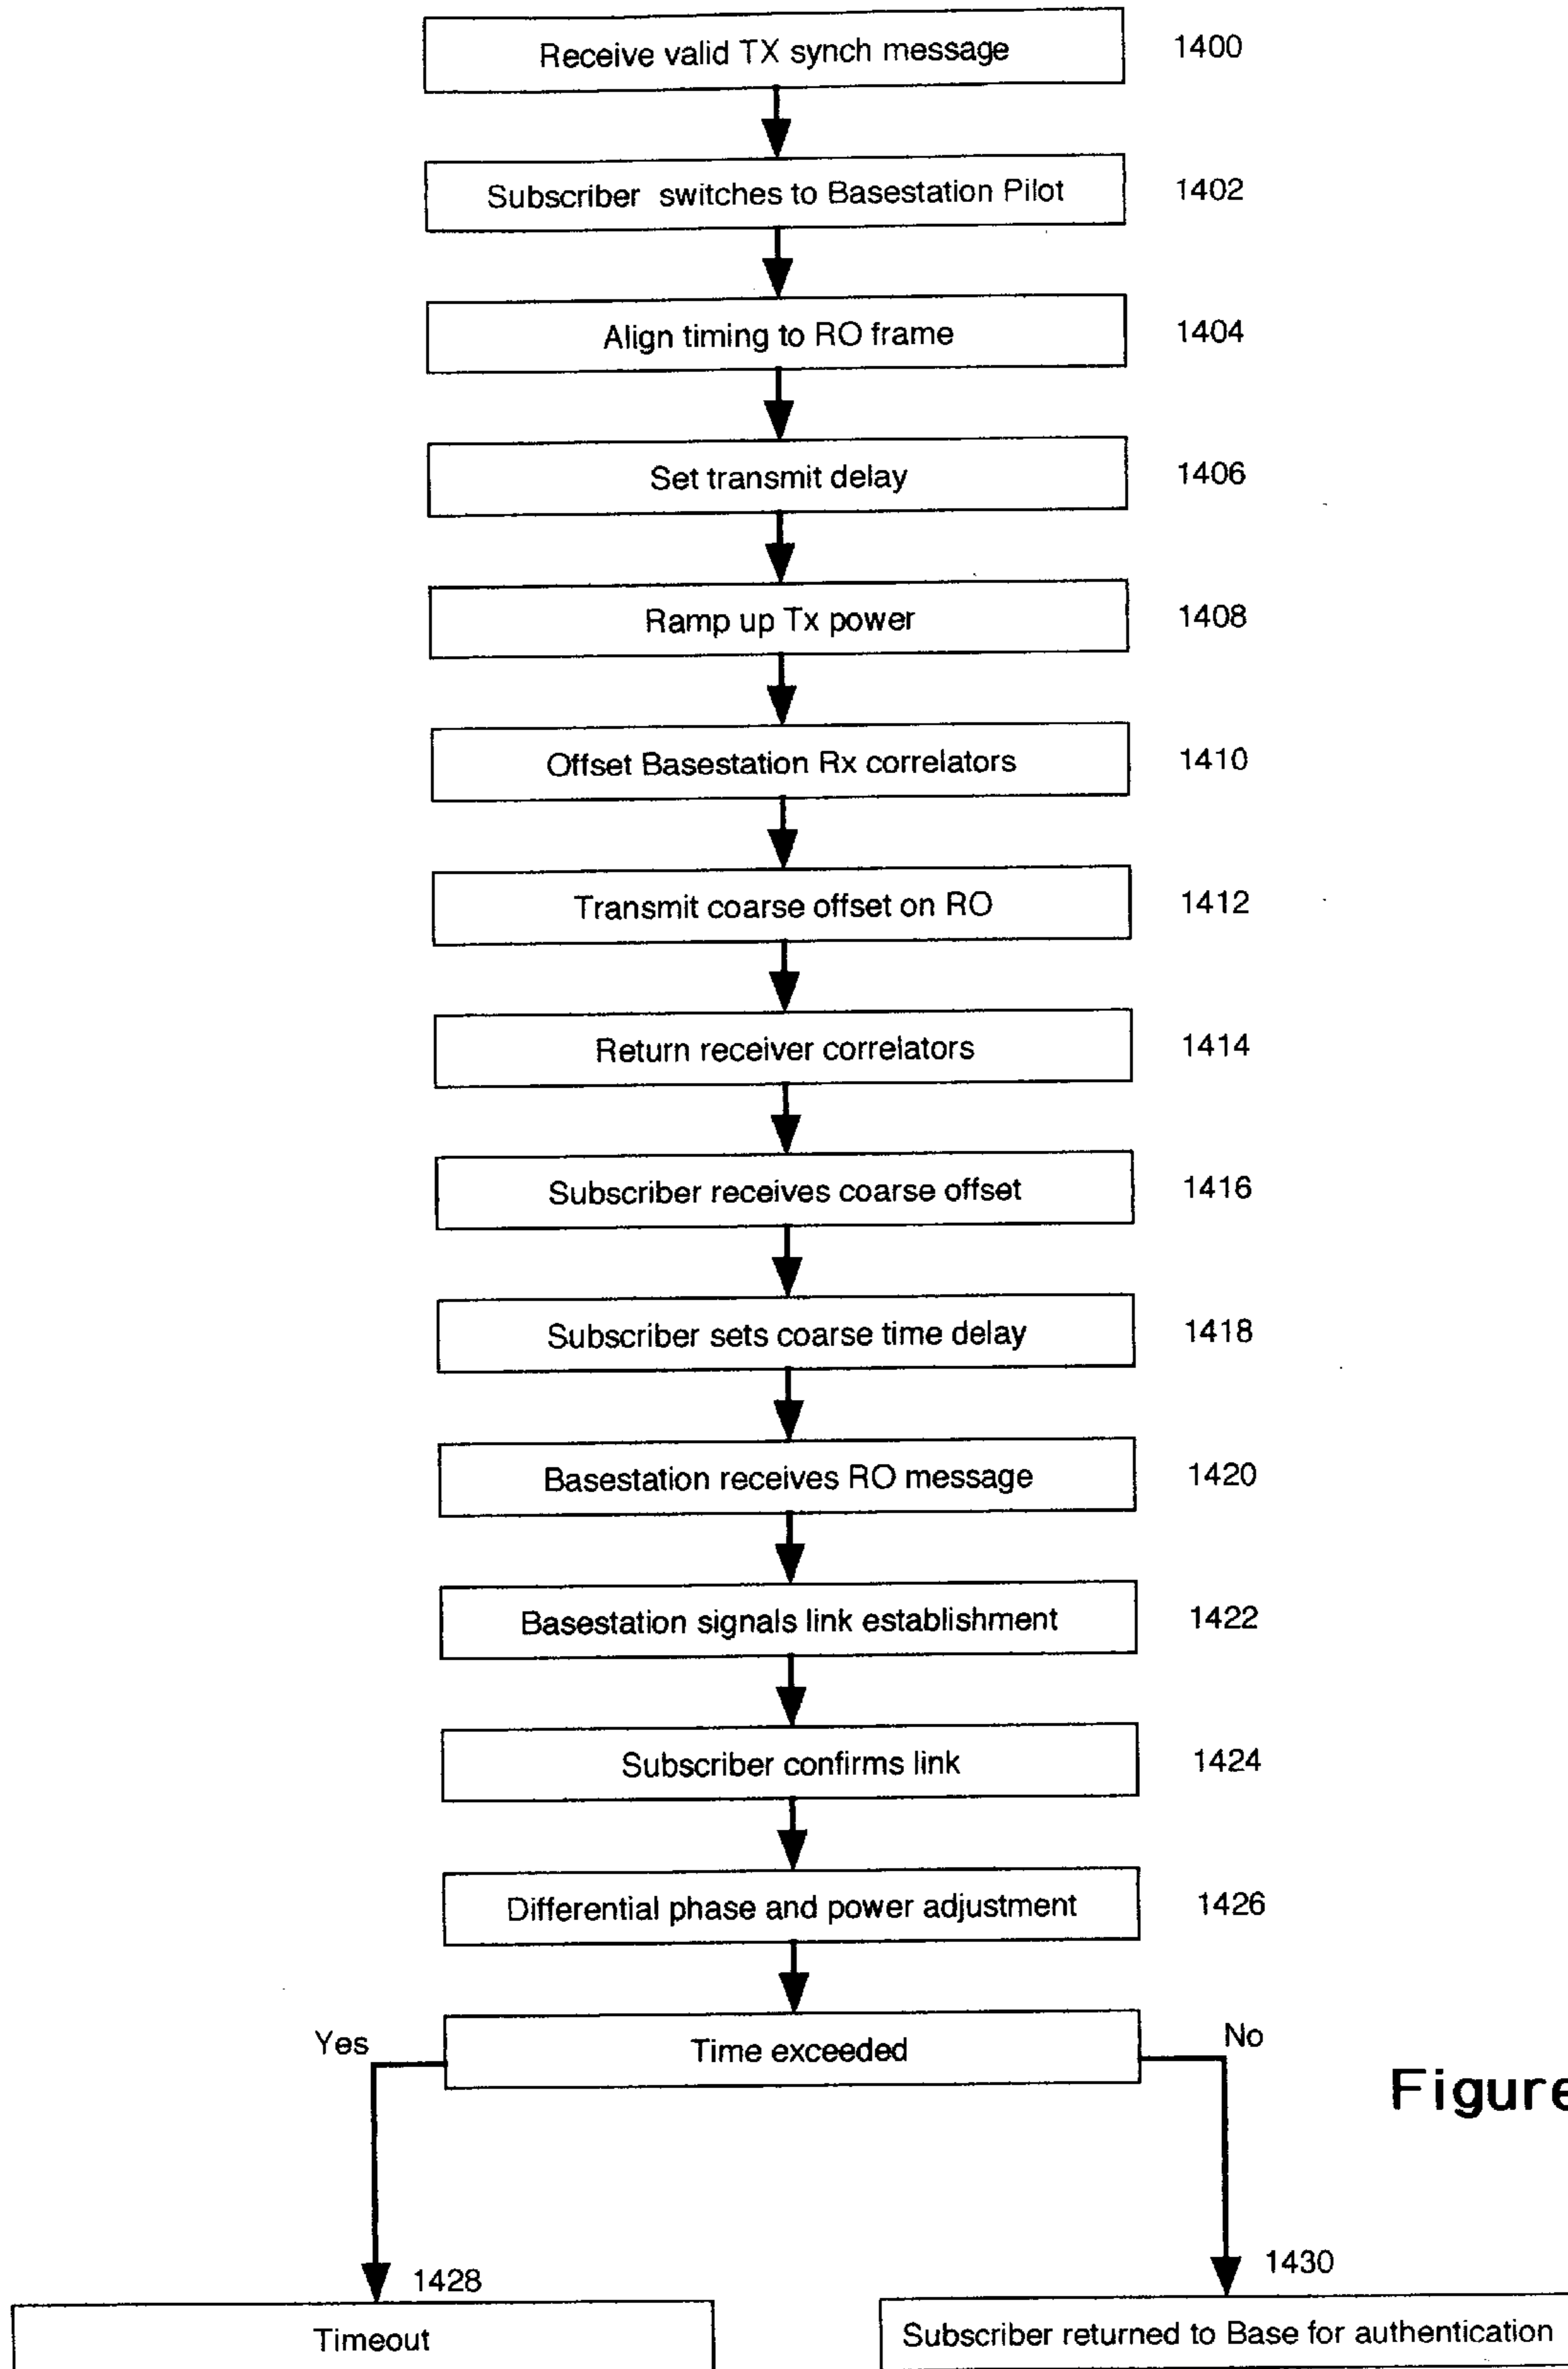 Receive valid TX synch message 1400
Subscriber switches to Basestation Pilot 1402
Align timing to RO frame 1404
Set transmit delay 1406
Ramp up Tx power 1408
Offset Basestation Rx correlators 1410
Transmit coarse offset on RO 1412
Return receiver correlators 1414
Subscriber receives coarse offset 1416
Subscriber sets coarse time delay 1418
Basestation receives RO message 1420
Basestation signals link establishment 1422
Subscriber confirms link 1424
Differential phase and power adjustment 1426
Yes
Time exceeded
No
Figure
1428
1430
Timeout
Subscriber returned to Base for authentication